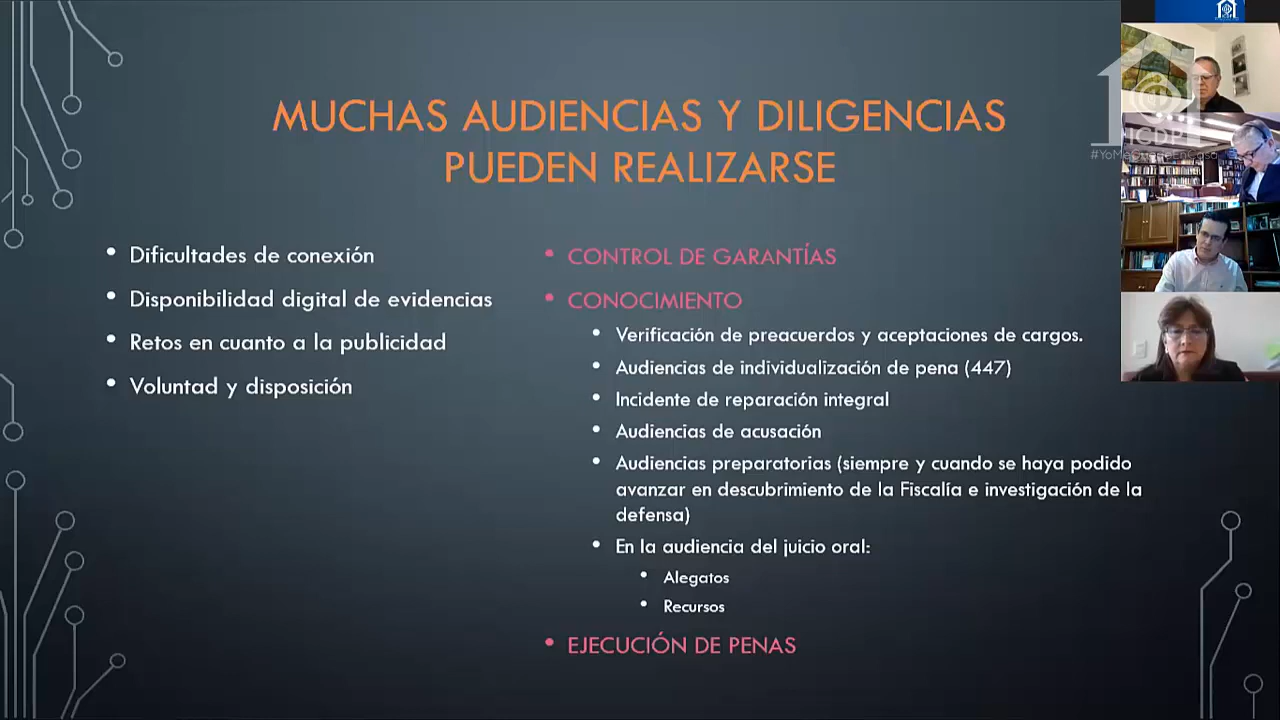 MUCHAS AUDIENCIAS Y DILIGENCIAS
PUEDEN REALIZARSE
• Dificultades de conexión
• Disponibilidad digital de evidencias
• Retos en cuanto a la publicidad
• Voluntad y disposición
• CONTROL DE GARANTÍAS
• CONOCIMIENTO
• Verificación de preacuerdos y aceptaciones de cargos.
• Audiencias de individualización de pena (447)
• Incidente de reparación integral
• Audiencias de acusación
• Audiencias preparatorias (siempre y cuando se haya podido
avanzar en descubrimiento de la Fiscalía e investigación de la
defensa)
• En la audiencia del juicio oral:
• Alegatos
• Recursos
• EJECUCIÓN DE PENAS
ICDP
ICDP
#YoMeQuedoEnCasa